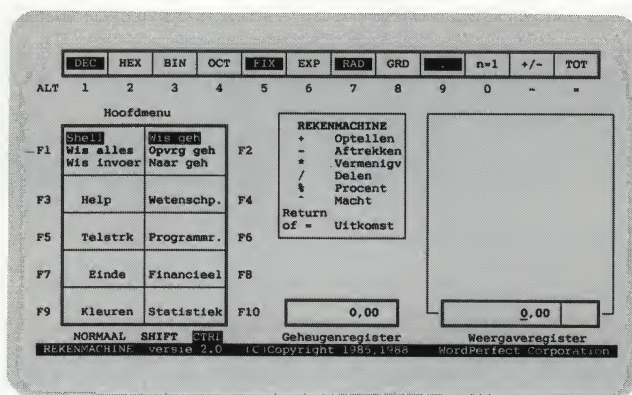 DEC HEX BIN OCT FIX EXP RAD GRD . n=1 +/- TOT
ALT 1 2 3 4 5 6 7 8 9 0 - =
Hoofdmenu
F1 Shell Wis geh F2
Wis alles Opvrg geh
Wis invoer Naar geh
F3 Help Wetenschp. F4
F5 Telstrk Programmr. F6
F7 Einde Financieel F8
F9 Kleuren Statistiek F10
NORMAAL SHIFT CTRL
REKENMACHINE
+ Optellen
- Aftrekken
* Vermenigv
/ Delen
% Procent
^ Macht
Return
of = Uitkomst
0,00
Geheugenregister
0,00
Weergaveregister
REKENMACHINE versie 2.0 (C)Copyright 1985,1988 WordPerfect Corporation